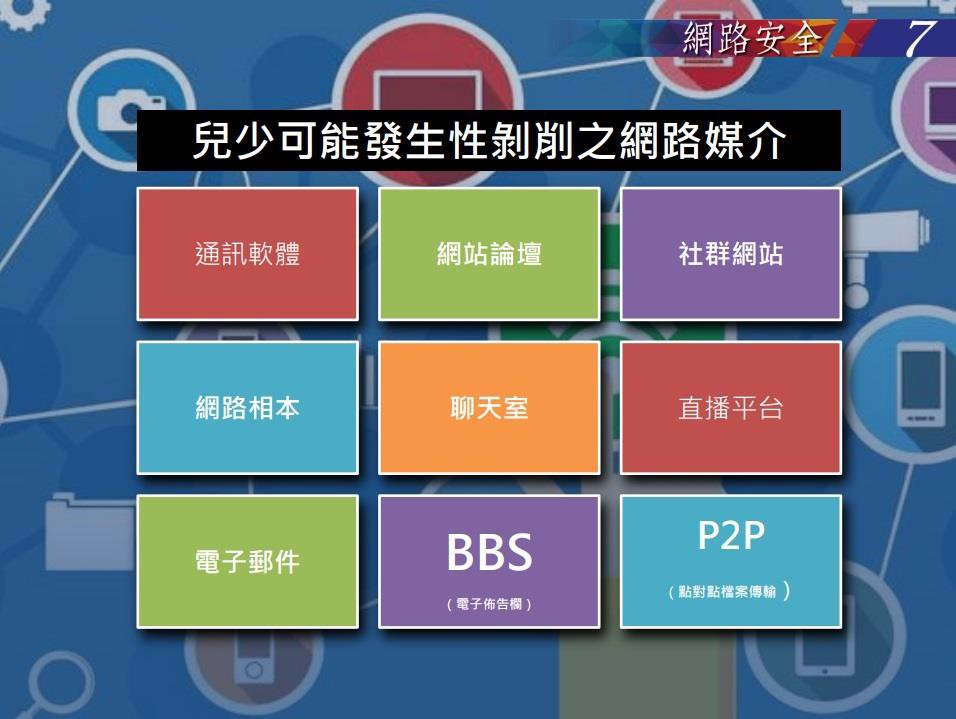 網路安全 7
兒少可能發生性剝削之網路媒介
通訊軟體
網站論壇
社群網站
網路相本
聊天室
直播平台
電子郵件
BBS
（電子佈告欄）
P2P
（點對點檔案傳輸）